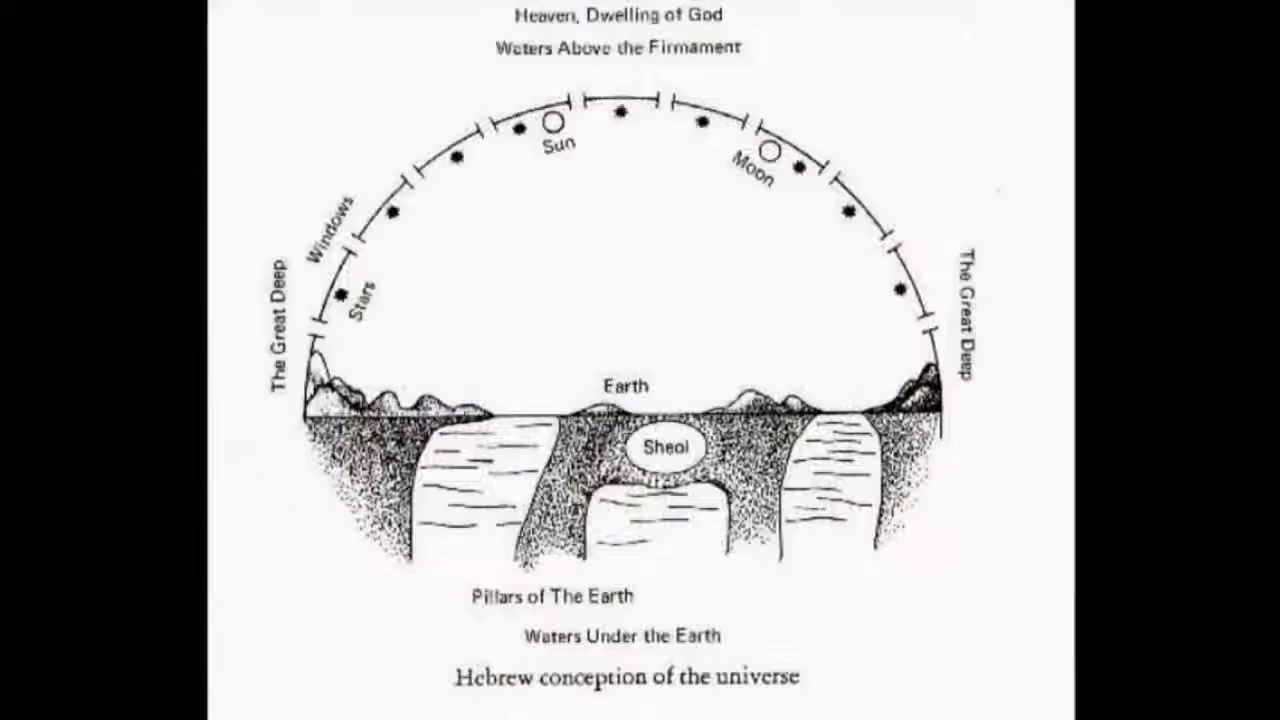 Heaven, Dwelling of God
Waters Above the Firmament
Sun
Moon
Windows
Stars
The Great Deep
The Great Deep
Earth
Sheol
Pillars of The Earth
Waters Under the Earth
Hebrew conception of the universe